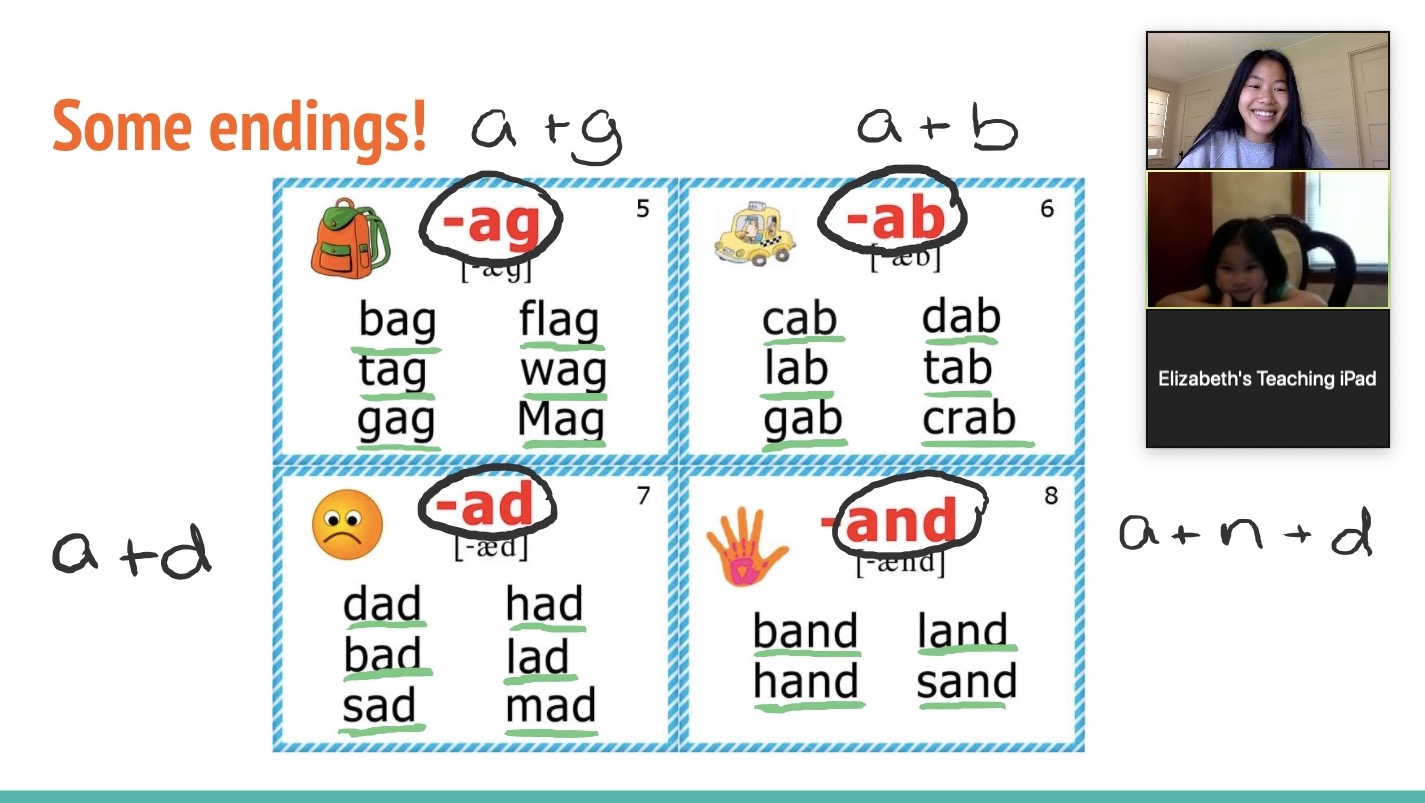 Some endings!
a + g
a + b
-ag
5
[-æg]
bag flag
tag wag
gag Mag
-ab
6
[-æb]
cab dab
lab tab
gab crab
a + d
-ad
7
[-æd]
dad had
bad lad
sad mad
-and
8
[-ænd]
band land
hand sand
a + n + d
Elizabeth's Teaching iPad